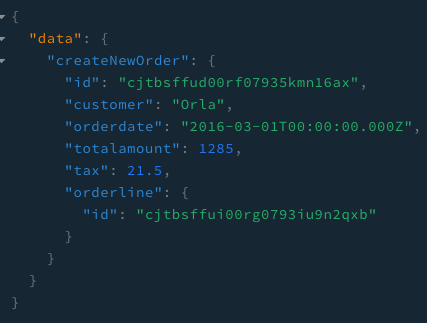 {
  "data": {
    "createNewOrder": {
      "id": "cjtbsffud00rf07935kmn16ax",
      "customer": "Orla",
      "orderdate": "2016-03-01T00:00:00.000Z",
      "totalamount": 1285,
      "tax": 21.5,
      "orderline": {
        "id": "cjtbsffui00rg0793iu9n2qxb"
      }
    }
  }
}